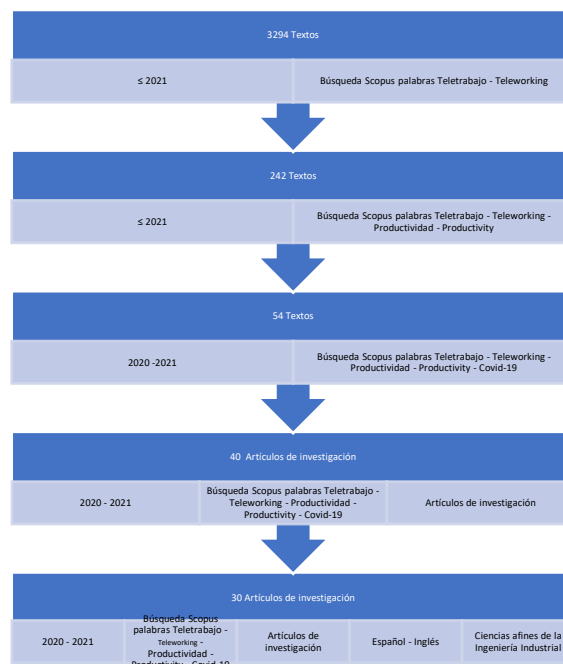 3294 Textos
≤ 2021
Búsqueda Scopus palabras Teletrabajo - Teleworking
242 Textos
≤ 2021
Búsqueda Scopus palabras Teletrabajo - Teleworking -
Productividad - Productivity
54 Textos
2020 -2021
Búsqueda Scopus palabras Teletrabajo - Teleworking -
Productividad - Productivity - Covid-19
40 Artículos de investigación
2020 - 2021
Búsqueda Scopus palabras Teletrabajo -
Teleworking - Productividad -
Productivity - Covid-19
Artículos de investigación
30 Artículos de investigación
2020 - 2021
Búsqueda Scopus
palabras Teletrabajo -
Teleworking -
Productividad -
Productivity - Covid-19
Artículos de
investigación
Español - Inglés
Ciencias afines de la
Ingeniería Industrial